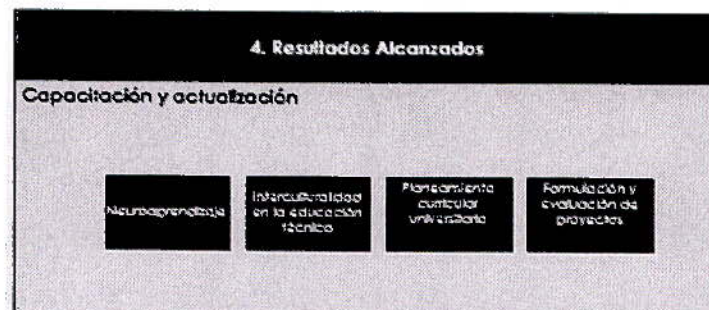 4. Resultados Alcanzados
Capacitación y actualización
Neuroaprendizaje
Interculturalidad
en la educación
técnica
Planeamiento
curricular
universitario
Formulación y
evaluación de
proyectos